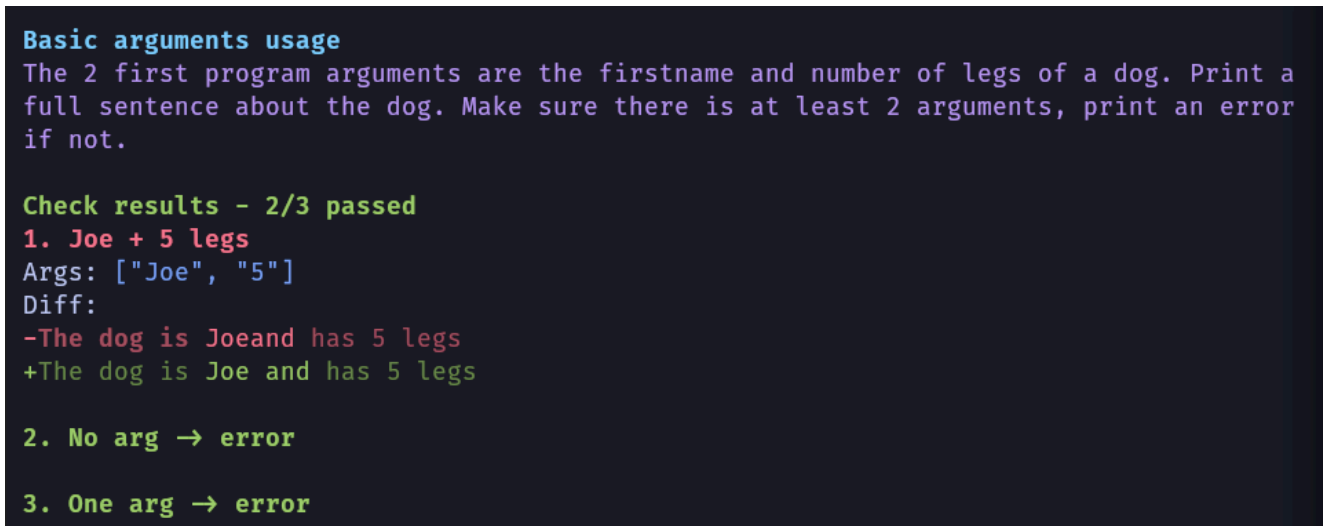 Basic arguments usage
The 2 first program arguments are the firstname and number of legs of a dog. Print a
full sentence about the dog. Make sure there is at least 2 arguments, print an error
if not.
Check results - 2/3 passed
1. Joe + 5 legs
Args: ["Joe", "5"]
Diff:
-The dog is Joeand has 5 legs
+The dog is Joe and has 5 legs
2. No arg → error
3. One arg → error